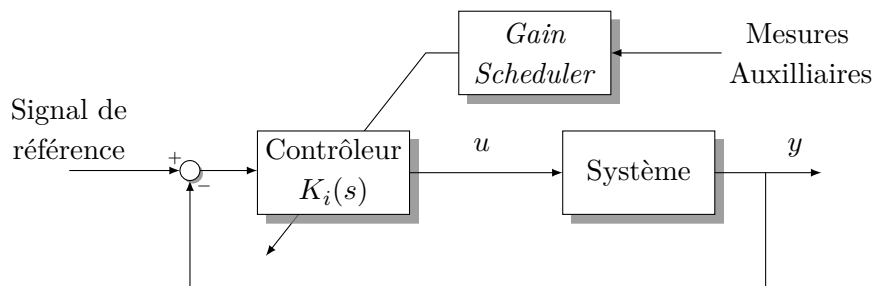 Gain
Scheduler
Mesures
Auxilliaires
Signal de
référence
+
−
Contrôleur
K_i(s)
u
Système
y